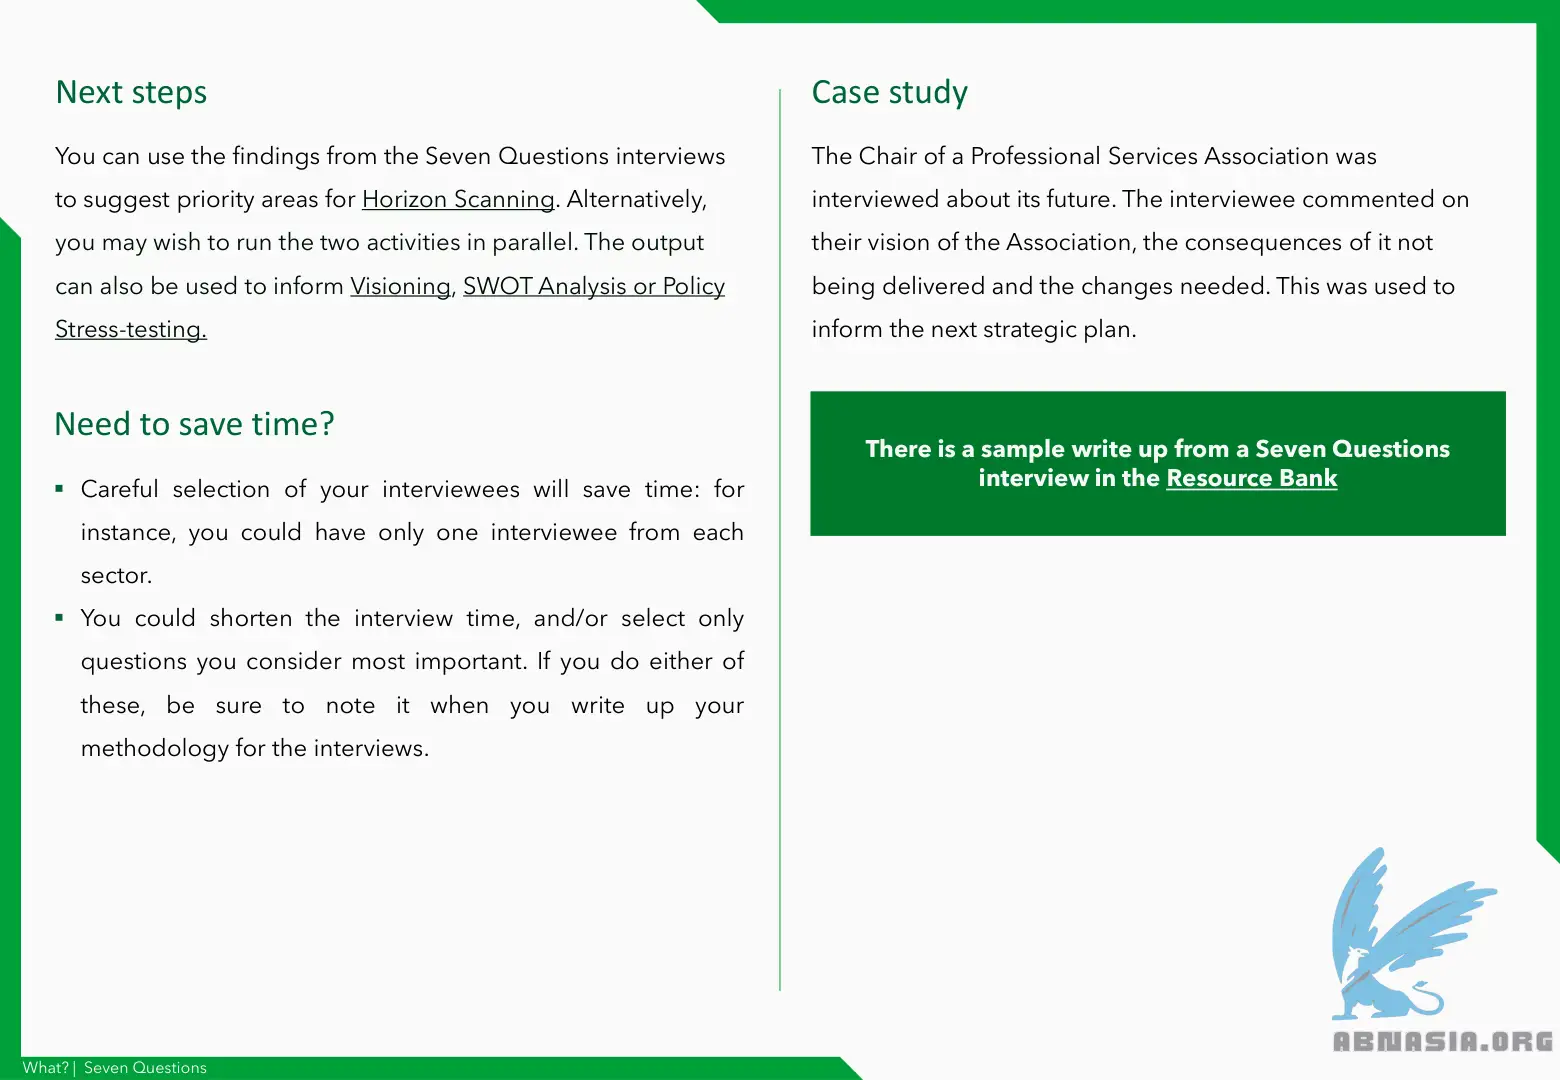 Next steps
You can use the findings from the Seven Questions interviews
to suggest priority areas for Horizon Scanning. Alternatively,
you may wish to run the two activities in parallel. The output
can also be used to inform Visioning, SWOT Analysis or Policy
Stress-testing.
Need to save time?
▪ Careful selection of your interviewees will save time: for
instance, you could have only one interviewee from each
sector.
▪ You could shorten the interview time, and/or select only
questions you consider most important. If you do either of
these, be sure to note it when you write up your
methodology for the interviews.
Case study
The Chair of a Professional Services Association was
interviewed about its future. The interviewee commented on
their vision of the Association, the consequences of it not
being delivered and the changes needed. This was used to
inform the next strategic plan.
There is a sample write up from a Seven Questions
interview in the Resource Bank
ABNASIA.ORG
What? | Seven Questions